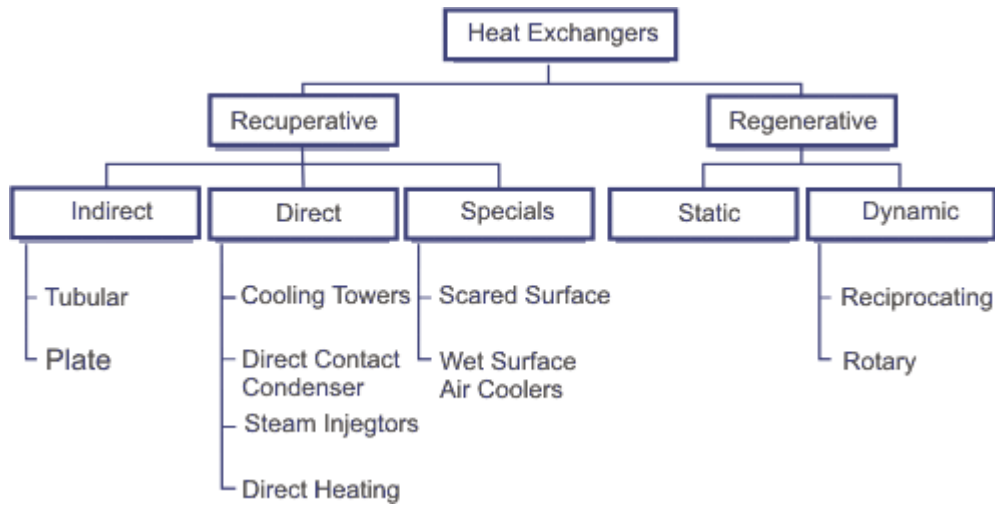 Heat Exchangers
Recuperative
Regenerative
Indirect
Direct
Specials
Static
Dynamic
Tubular
Plate
Cooling Towers
Direct Contact
Condenser
Steam Injegtors
Direct Heating
Scared Surface
Wet Surface
Air Coolers
Reciprocating
Rotary